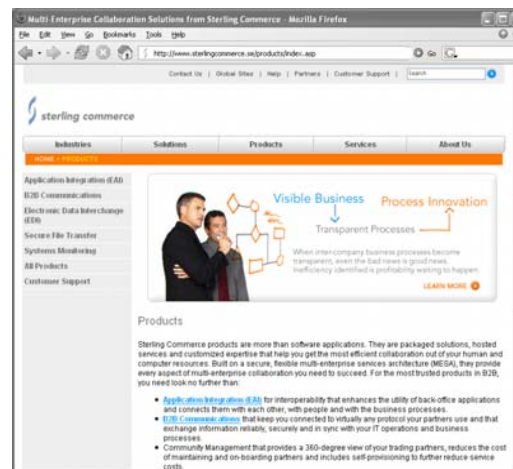 Multi-Enterprise Collaboration Solutions from Sterling Commerce - Mozilla Firefox
File Edit View Go Bookmarks Tools Help
http://www.sterlingcommerce.se/products/index.asp Go
Contact Us | Global Sites | Help | Partners | Customer Support | Search
sterling commerce
Industries Solutions Products Services About Us
HOME > PRODUCTS
Application Integration (EAI)
B2B Communications
Electronic Data Interchange
(EDI)
Secure File Transfer
Systems Monitoring
All Products
Customer Support
Visible Business Process Innovation
Transparent Processes
When inter-company business processes become
transparent, even the bad news is good news.
Inefficiency identified is profitability waiting to happen
LEARN MORE
Products
Sterling Commerce products are more than software applications. They are packaged solutions, hosted
services and customized expertise that help you get the most efficient collaboration out of your human and
computer resources. Built on a secure, flexible multi-enterprise services architecture (MESA), they provide
every aspect of multi-enterprise collaboration you need to succeed. For the most trusted products in B2B,
you need look no further than:
• Application Integration (EAI) for interoperability that enhances the utility of back-office applications
and connects them with each other, with people and with the business processes.
• B2B Communications that keep you connected to virtually any protocol your partners use and that
exchange information reliably, securely and in sync with your IT operations and business
processes.
• Community Management that provides a 360-degree view of your trading partners, reduces the cost
of maintaining and on-boarding partners and includes self-provisioning to further reduce service
costs.